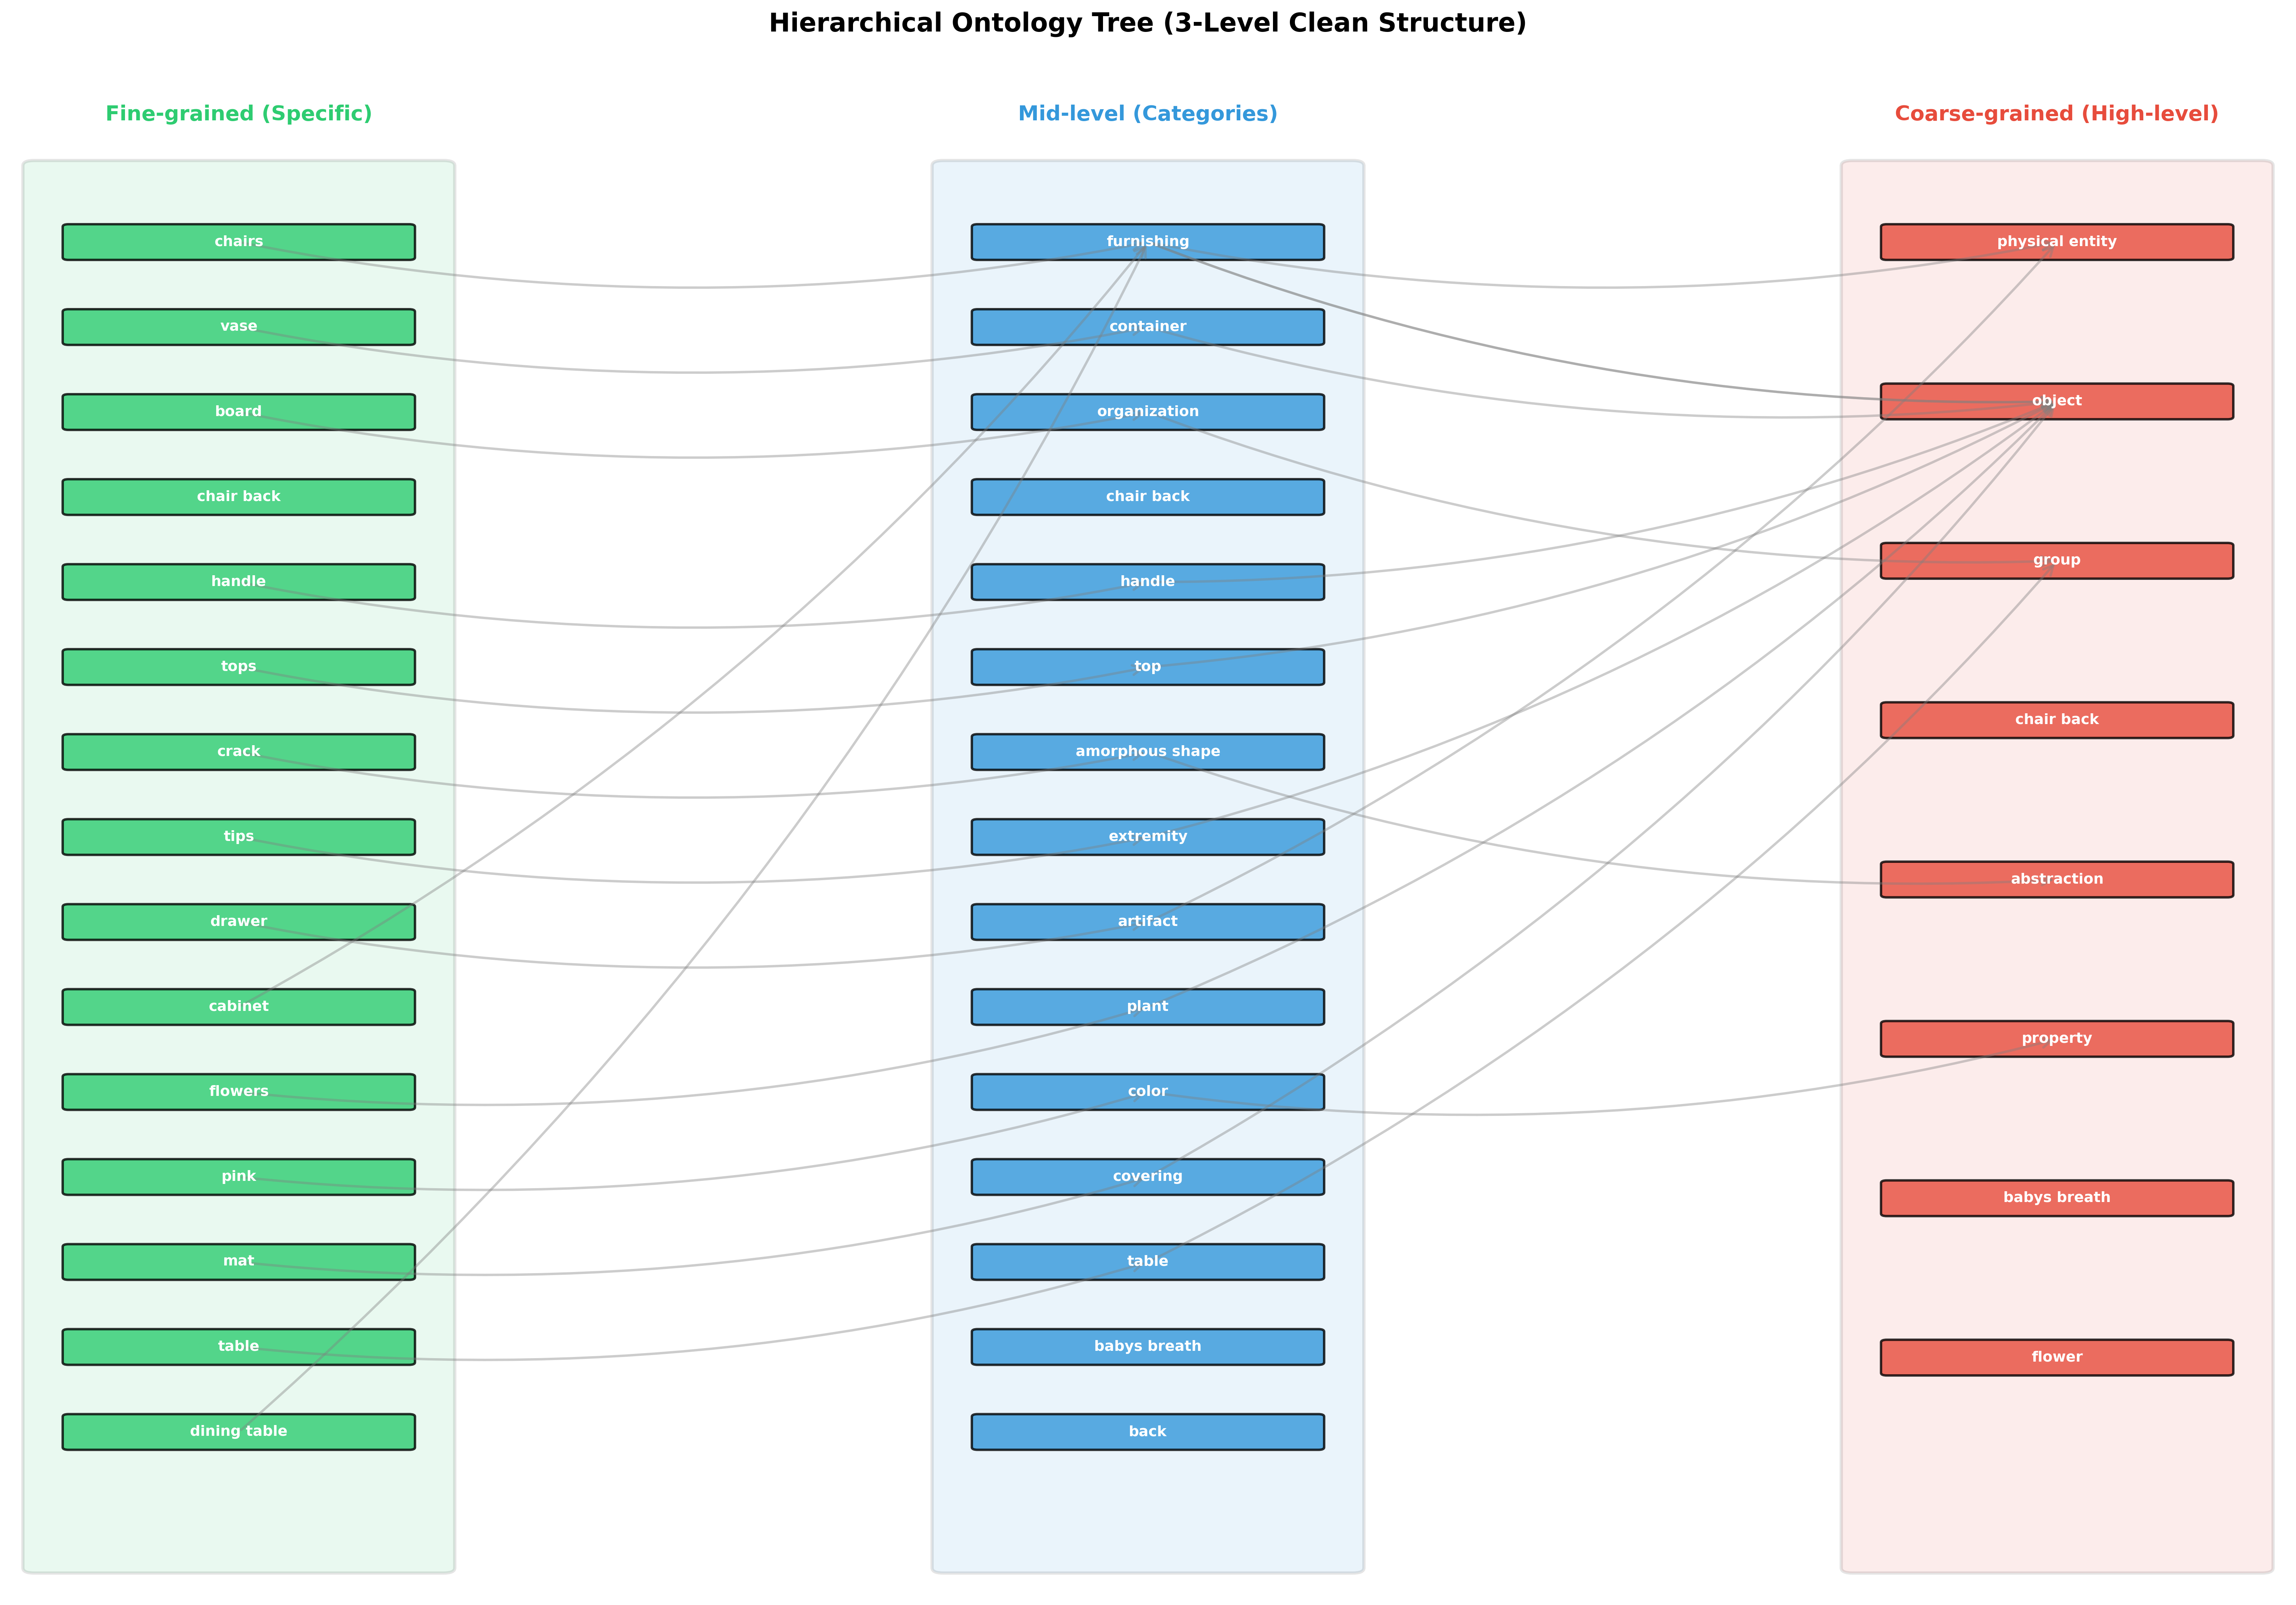 Hierarchical Ontology Tree (3-Level Clean Structure)
Fine-grained (Specific)
chairs
vase
board
chair back
handle
tops
crack
tips
drawer
cabinet
flowers
pink
mat
table
dining table
Mid-level (Categories)
furnishing
container
organization
chair back
handle
top
amorphous shape
extremity
artifact
plant
color
covering
table
babys breath
back
Coarse-grained (High-level)
physical entity
object
group
chair back
abstraction
property
babys breath
flower